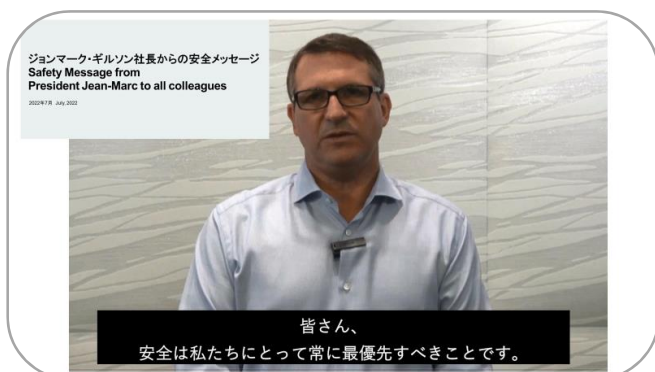 ジョンマーク・ギルソン社長からの安全メッセージ
Safety Message from
President Jean-Marc to all colleagues
2022年7月 July, 2022
皆さん、
安全は私たちにとって常に最優先すべきことです。